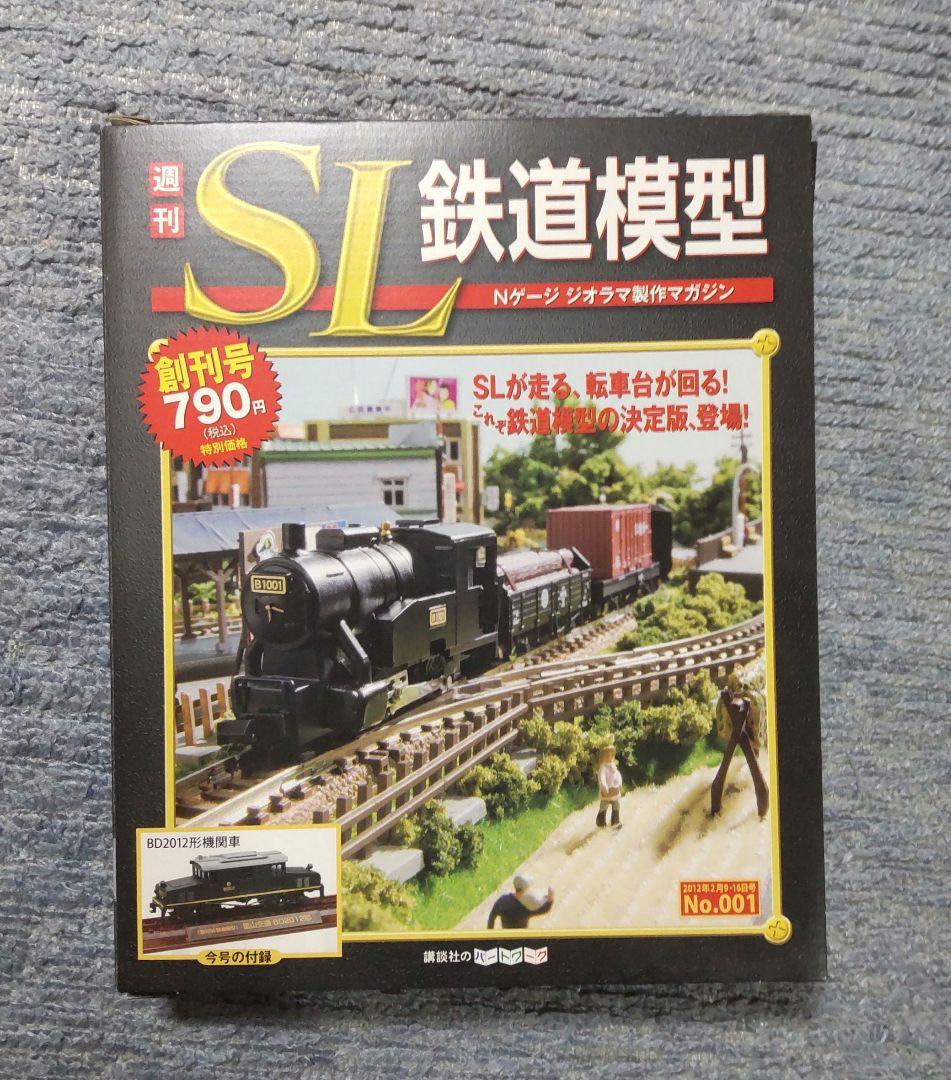 週刊
SL
鉄道模型
Nゲージ ジオラマ製作マガジン
創刊号
790円
(税込)
特別価格
SLが走る、転車台が回る!
これぞ鉄道模型の決定版、登場!
B1001
BD2012形機関車
今号の付録
2012年2月9・16日号
No.001
講談社のパートワーク